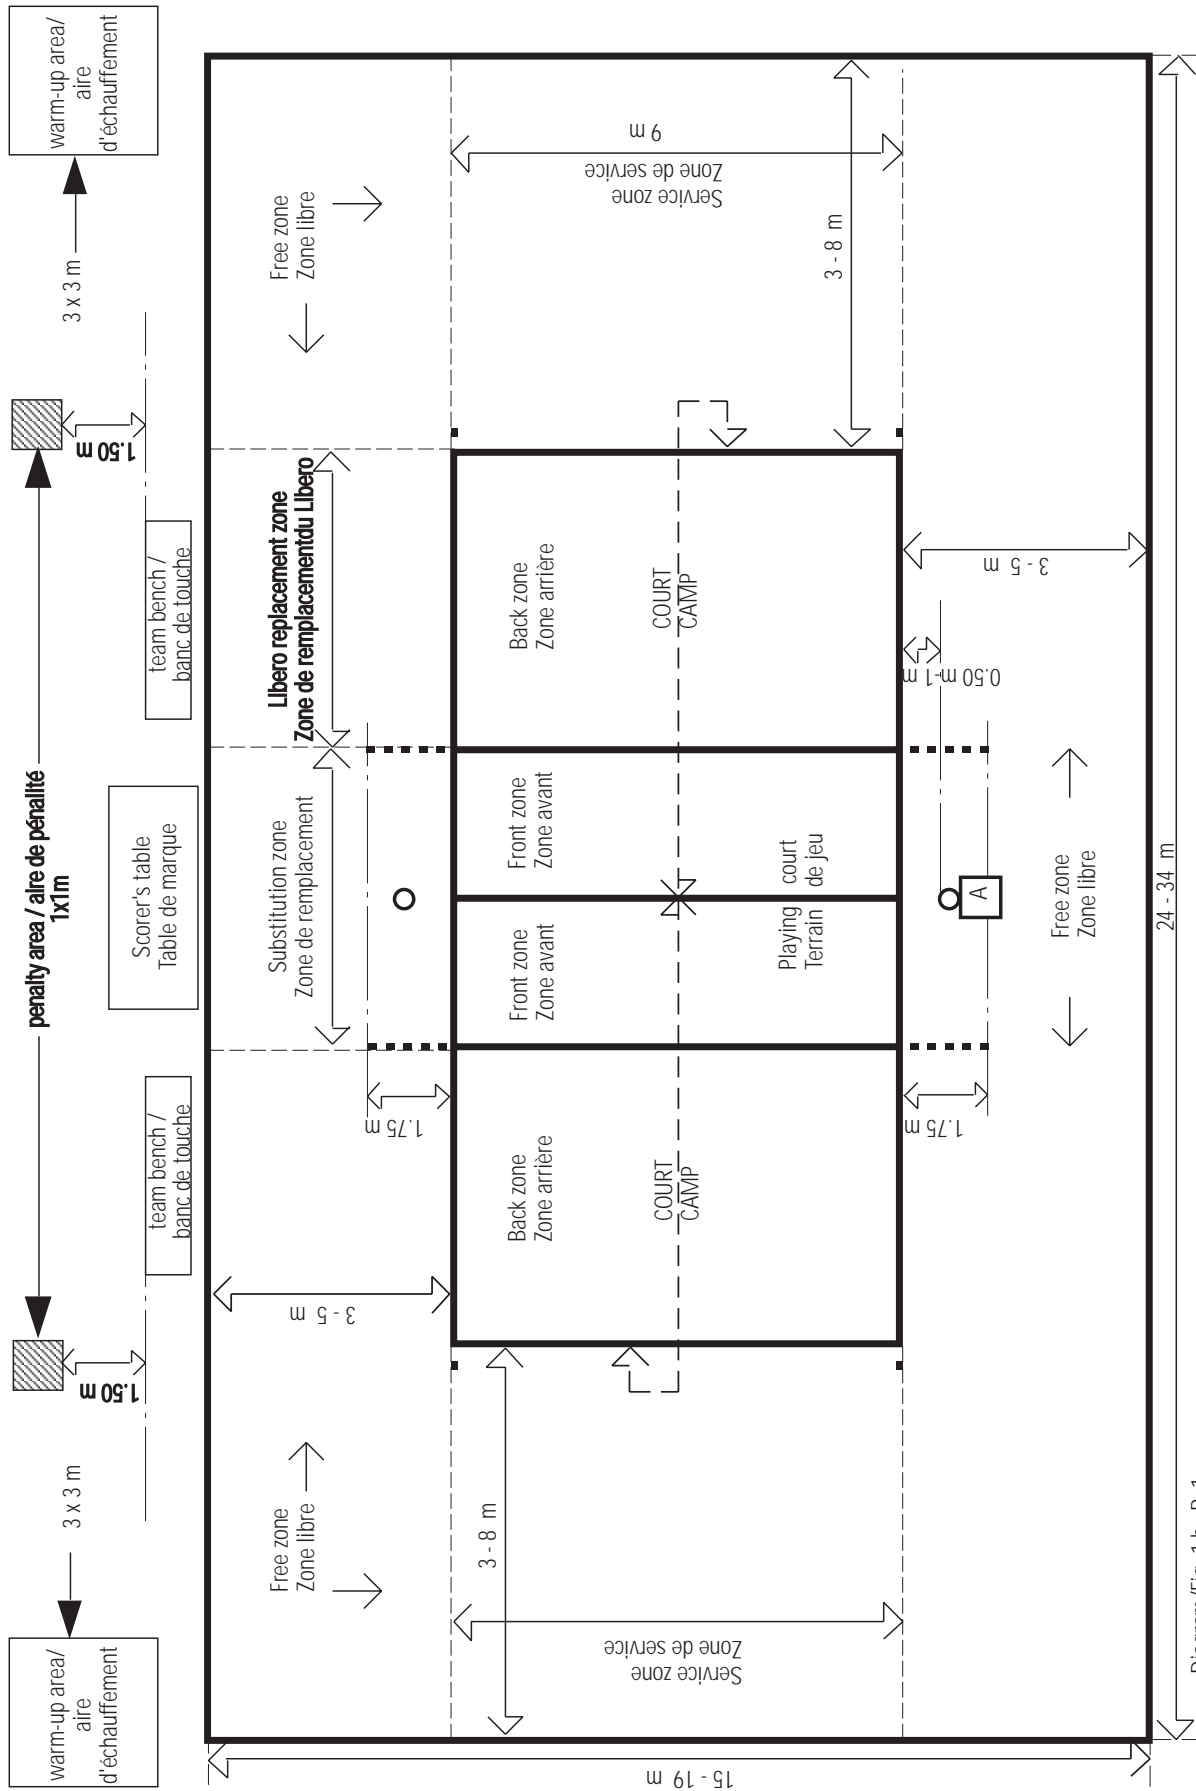 warm-up area/
aire
d'échauffement
3 x 3 m
1.50 m
penalty area / aire de pénalité
1x1m
1.50 m
3 x 3 m
warm-up area/
aire
d'échauffement
team bench /
banc de touche
Scorer's table
Table de marque
team bench /
banc de touche
Free zone
Zone libre
Substitution zone
Zone de remplacement
Libero replacement zone
Zone de remplacementdu Libero
Free zone
Zone libre
3 - 5 m
1.75 m
15 - 19 m
Service zone
Zone de service
3 - 8 m
Back zone
Zone arrière
Front zone
Zone avant
Front zone
Zone avant
Back zone
Zone arrière
9 m
Service zone
Zone de service
COURT
CAMP
COURT
CAMP
Playing court
Terrain de jeu
3 - 8 m
1.75 m
A
0.50 m-1 m
3 - 5 m
Free zone
Zone libre
24 - 34 m